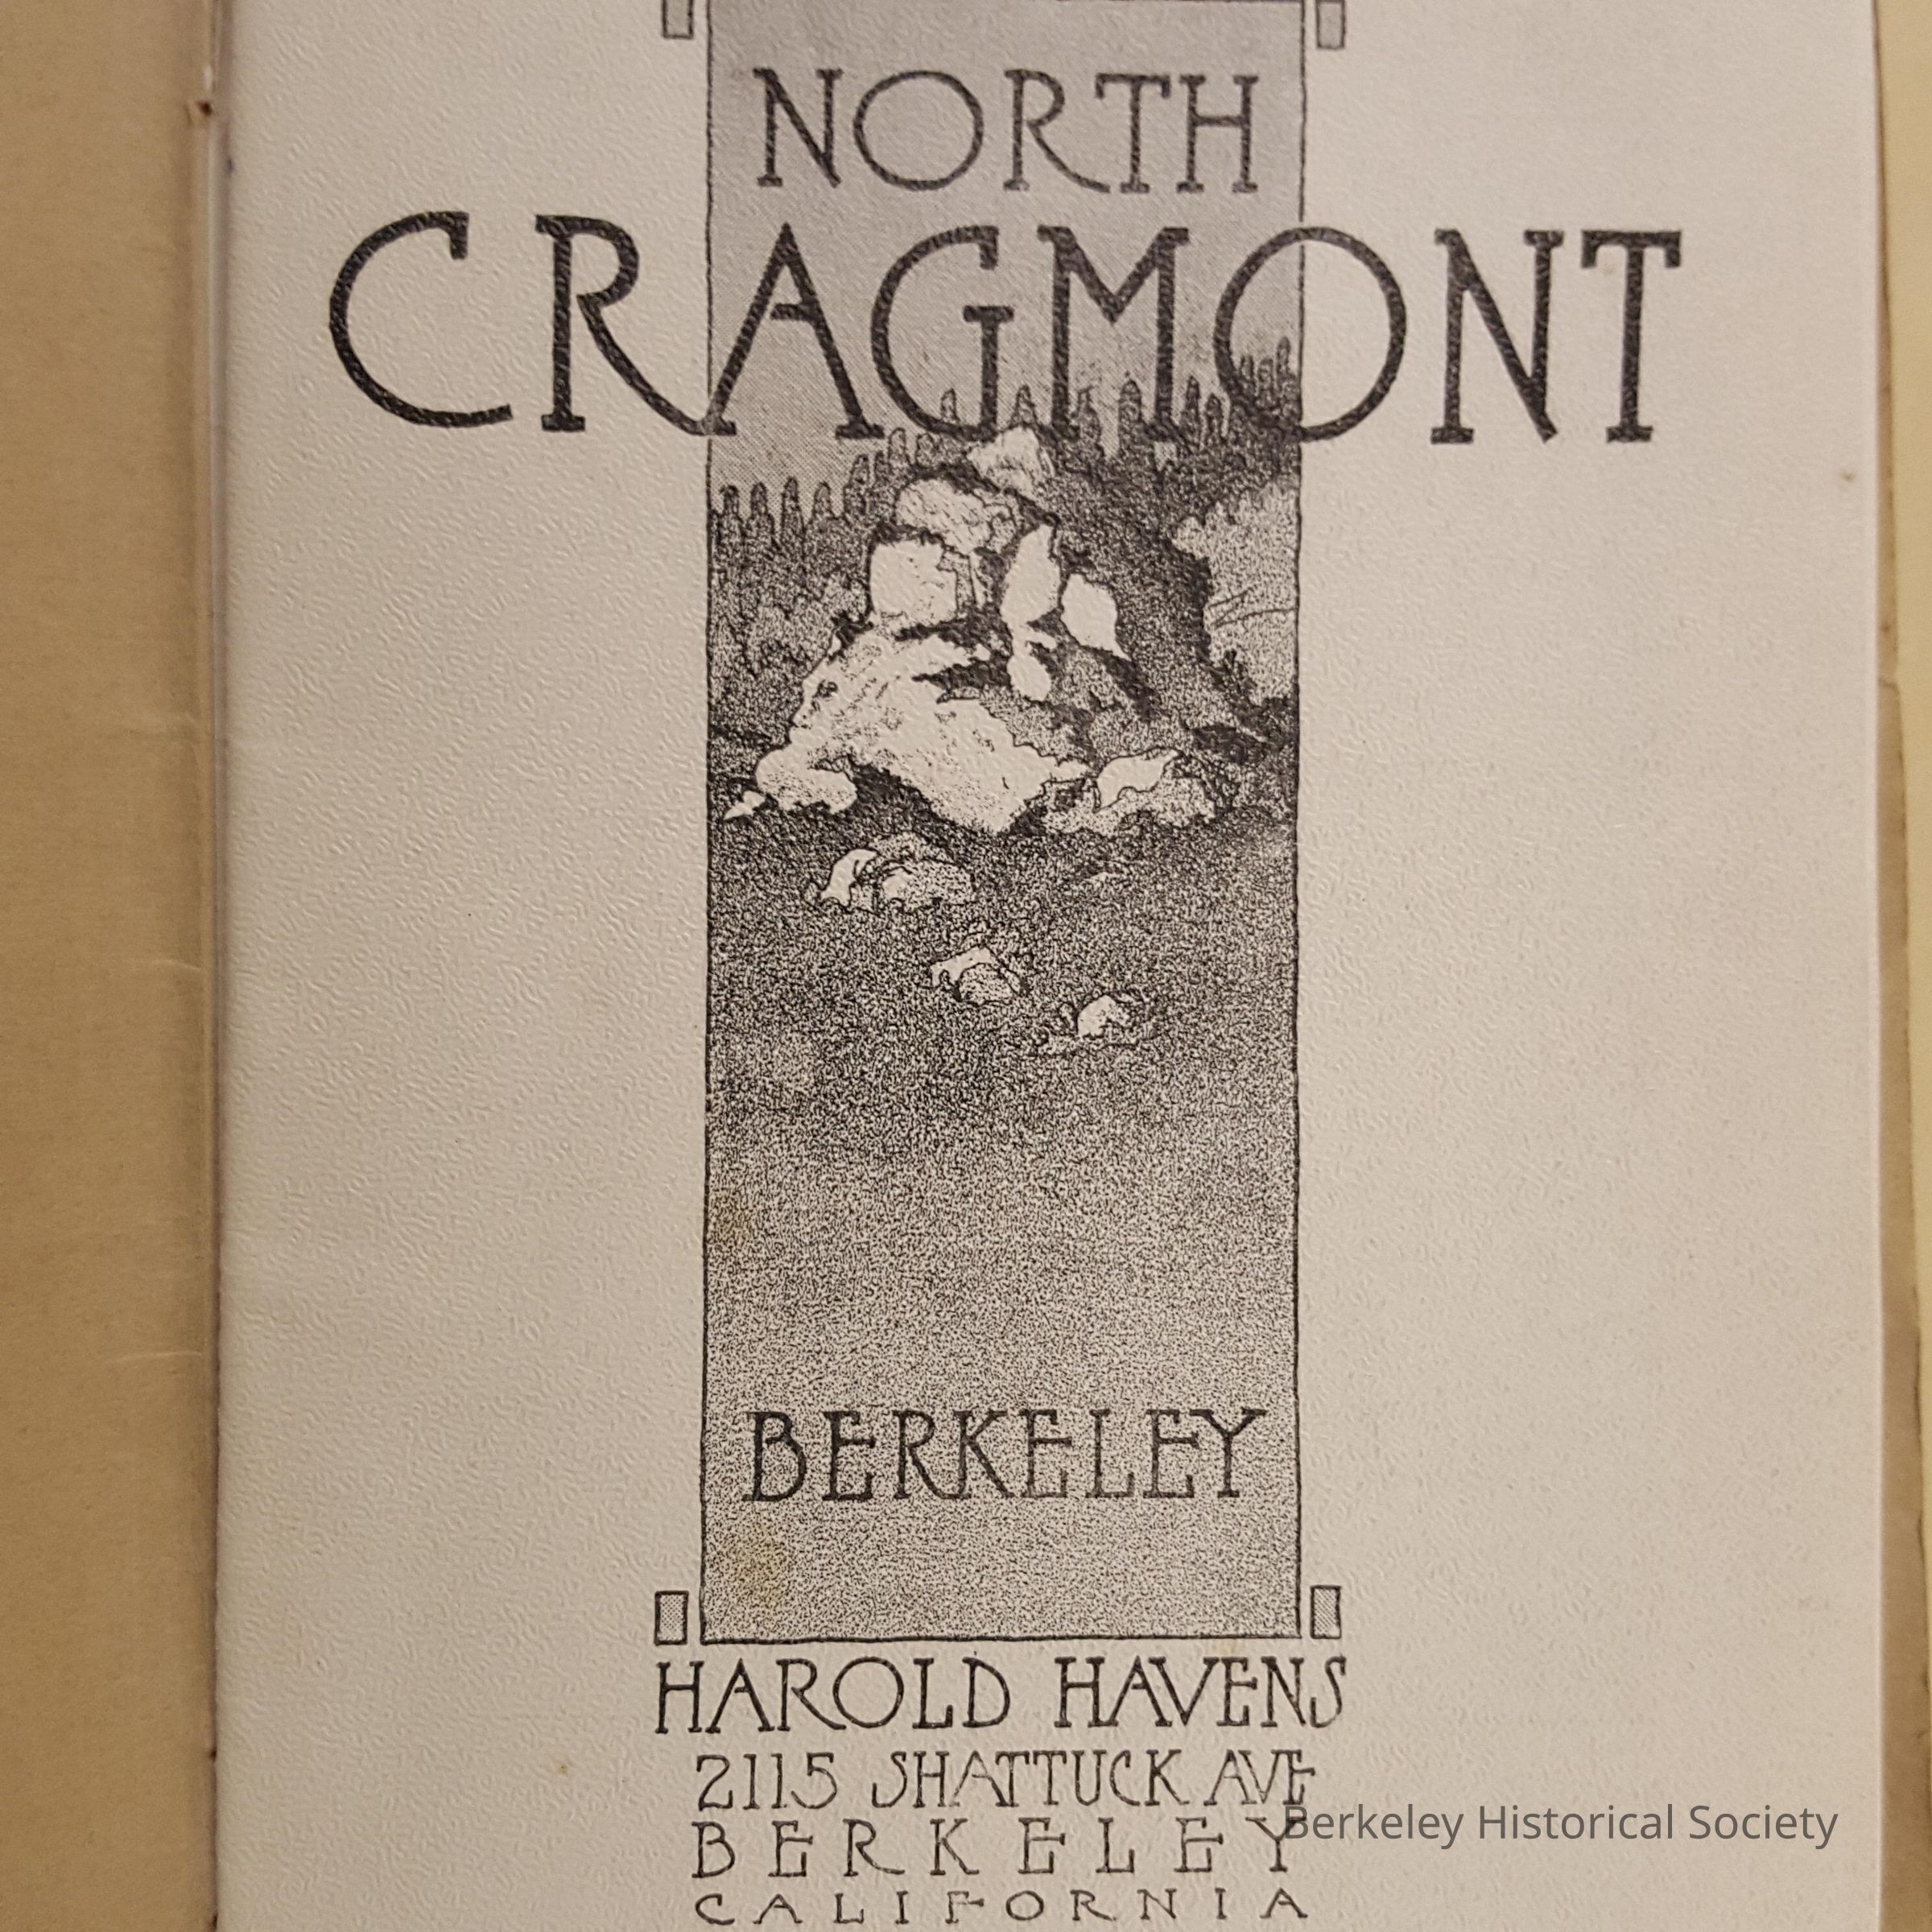 NORTH
CRAGMONT
BERKELEY
HAROLD HAVENS
2115 SHATTUCK AVE
BERKELEY
CALIFORNIA
Berkeley Historical Society